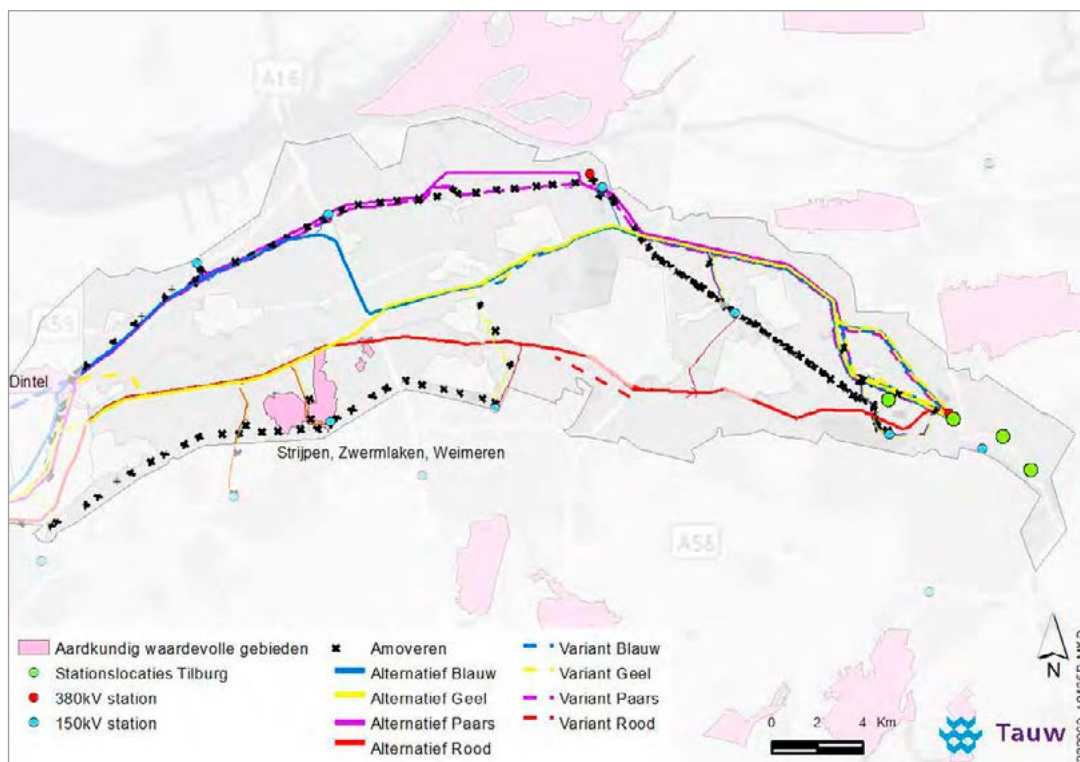 A16
A59
Dintel
Strijpen, Zwermlaken, Weimeren
A58
Aardkundig waardevolle gebieden
Stationslocaties Tilburg
380kV station
150kV station
Amoveren
Alternatief Blauw
Alternatief Geel
Alternatief Paars
Alternatief Rood
Variant Blauw
Variant Geel
Variant Paars
Variant Rood
0 2 4 Km
N
Tauw